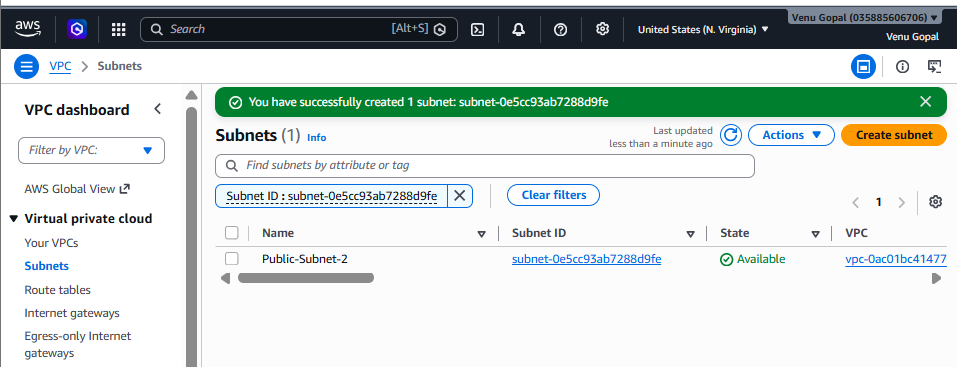 Venu Gopal (035885606706) ▼
aws
Search
[Alt+S]
United States (N. Virginia) ▼
Venu Gopal
VPC > Subnets
VPC dashboard
Filter by VPC:
AWS Global View
Virtual private cloud
Your VPCs
Subnets
Route tables
Internet gateways
Egress-only Internet
gateways
You have successfully created 1 subnet: subnet-0e5cc93ab7288d9fe
Subnets (1) Info
Last updated
less than a minute ago
Actions
Create subnet
Find subnets by attribute or tag
Subnet ID : subnet-0e5cc93ab7288d9fe
Clear filters
1
Name Subnet ID State VPC
Public-Subnet-2 subnet-0e5cc93ab7288d9fe Available vpc-0ac01bc41477